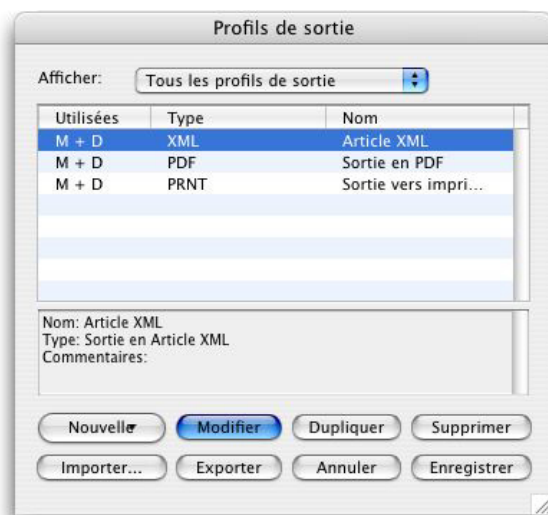 Profils de sortie
Afficher: Tous les profils de sortie
Utilisées Type Nom
M + D XML Article XML
M + D PDF Sortie en PDF
M + D PRNT Sortie vers impri...
Nom: Article XML
Type: Sortie en Article XML
Commentaires:
Nouvelle Modifier Dupliquer Supprimer
Importer... Exporter Annuler Enregistrer